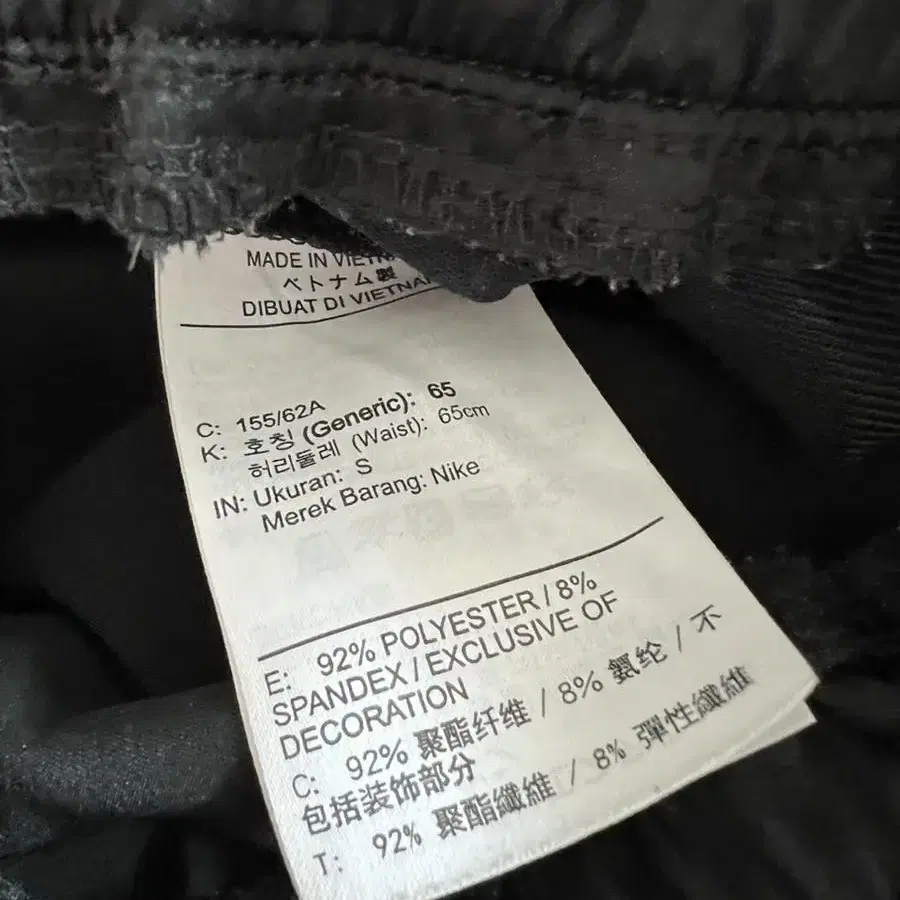 MADE IN
ベトナム製
DIBUAT DI VIETNAM
C: 155/62A
K: 호칭 (Generic): 65
허리둘레 (Waist): 65cm
IN: Ukuran: S
Merek Barang: Nike
E: 92% POLYESTER / 8%
SPANDEX / EXCLUSIVE OF
DECORATION
C: 92% 聚酯纤维 / 8% 氨纶 / 不
包括装饰部分
T: 92% 聚酯纖維 / 8% 彈性纖維